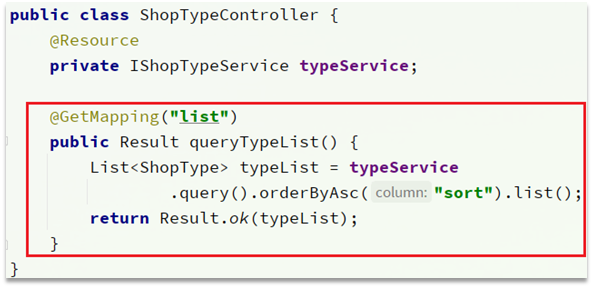 public class ShopTypeController {
@Resource
private IShopTypeService typeService;
@GetMapping("list")
public Result queryTypeList() {
List<ShopType> typeList = typeService
.query().orderByAsc( column: "sort").list();
return Result.ok(typeList);
}
}